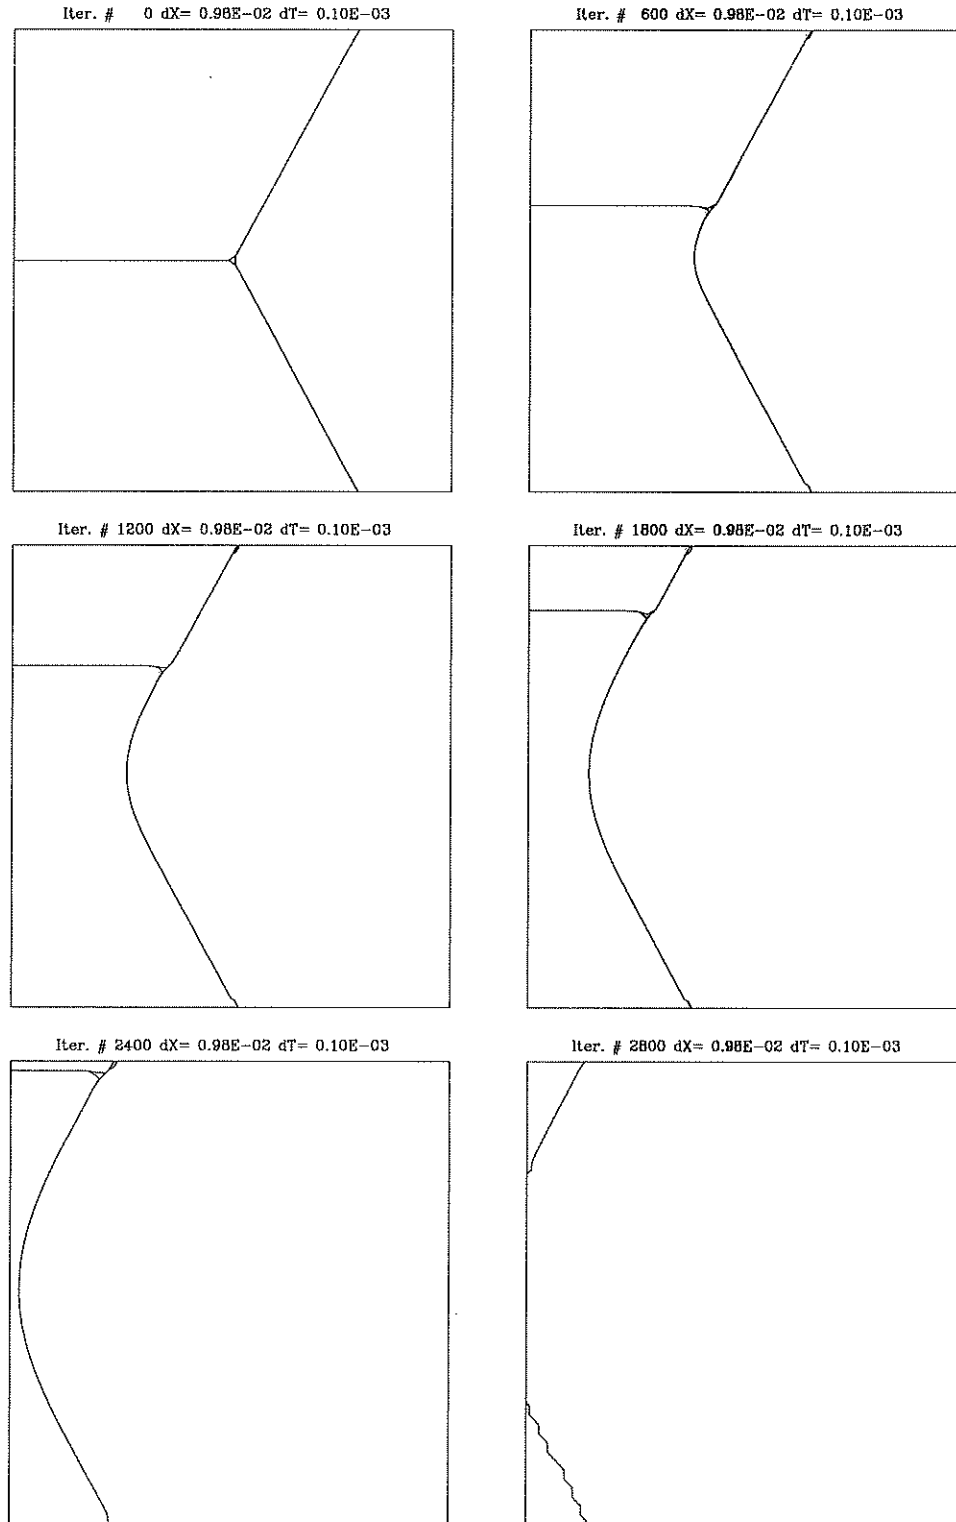 Iter. # 0 dX= 0.98E-02 dT= 0.10E-03
Iter. # 600 dX= 0.98E-02 dT= 0.10E-03
Iter. # 1200 dX= 0.98E-02 dT= 0.10E-03
Iter. # 1800 dX= 0.98E-02 dT= 0.10E-03
Iter. # 2400 dX= 0.98E-02 dT= 0.10E-03
Iter. # 2800 dX= 0.98E-02 dT= 0.10E-03